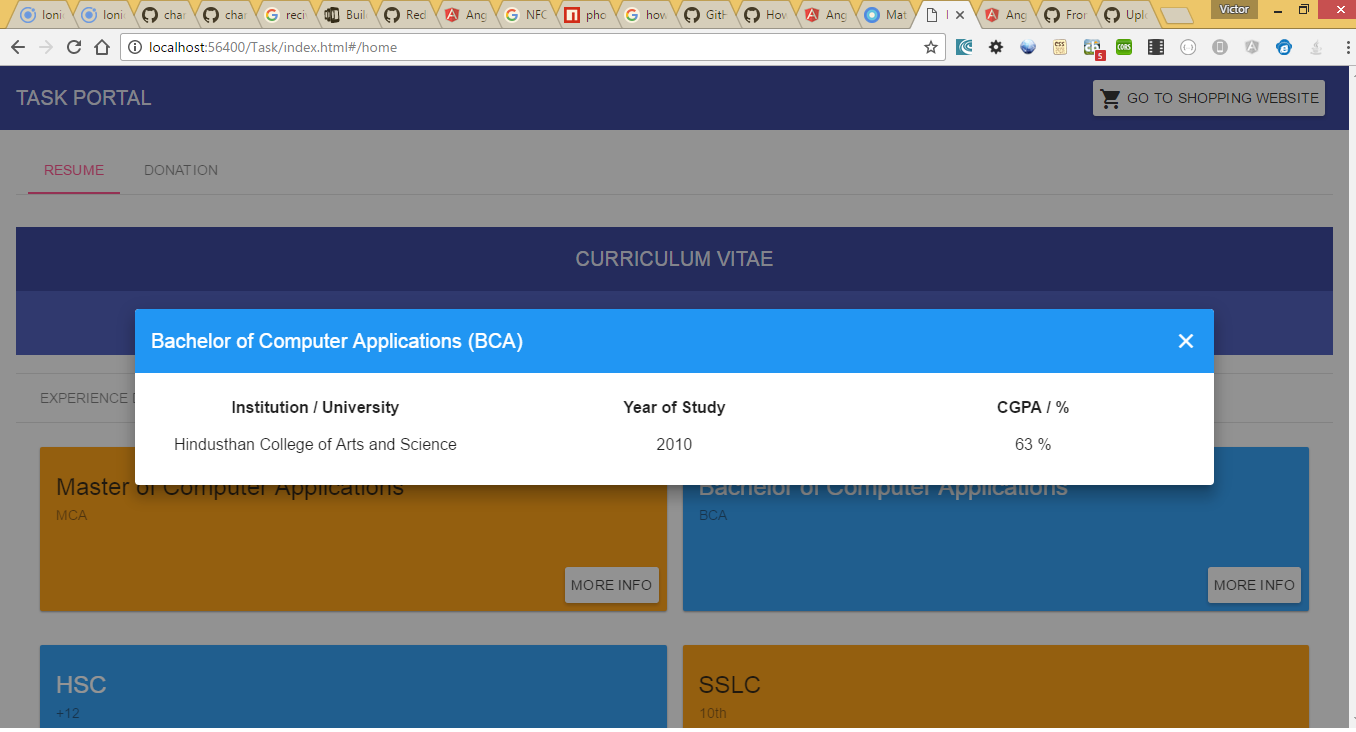 Ioni
Ioni
char
char
reci
Buil
Red
Ang
NFC
pho
how
GitH
How
Ang
Mat
Ang
Fror
Uplo
Victor
localhost:56400/Task/index.html#/home
CORS
5
TASK PORTAL
GO TO SHOPPING WEBSITE
RESUME
DONATION
CURRICULUM VITAE
Bachelor of Computer Applications (BCA)
Institution / University Year of Study CGPA / %
Hindusthan College of Arts and Science 2010 63 %
EXPERIENCE
Master of Computer Applications
MCA
MORE INFO
Bachelor of Computer Applications
BCA
MORE INFO
HSC
+12
SSLC
10th